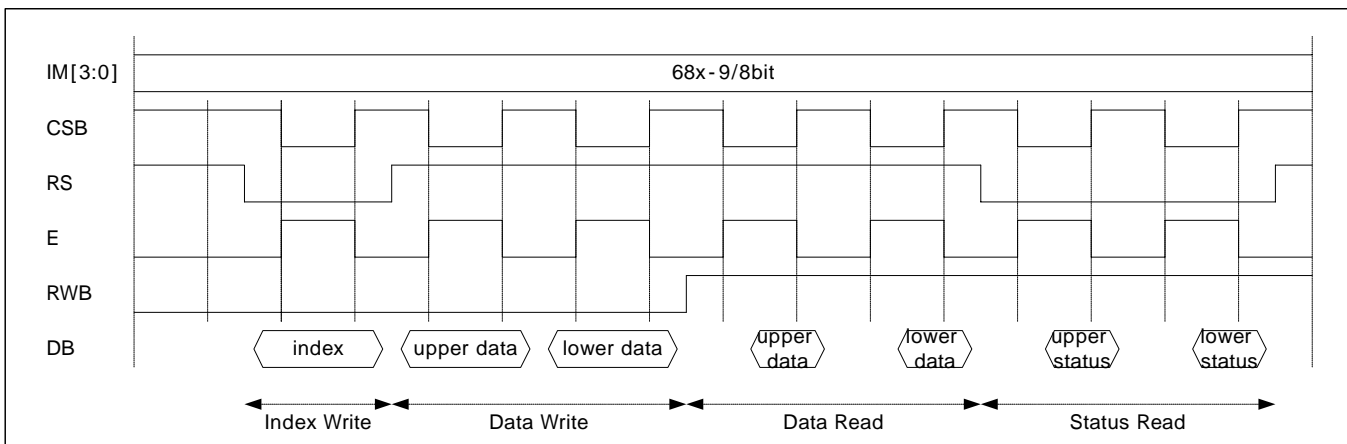 IM[3:0]
68x-9/8bit
CSB
RS
E
RWB
DB
index
upper data
lower data
upper
data
lower
data
upper
status
lower
status
Index Write
Data Write
Data Read
Status Read